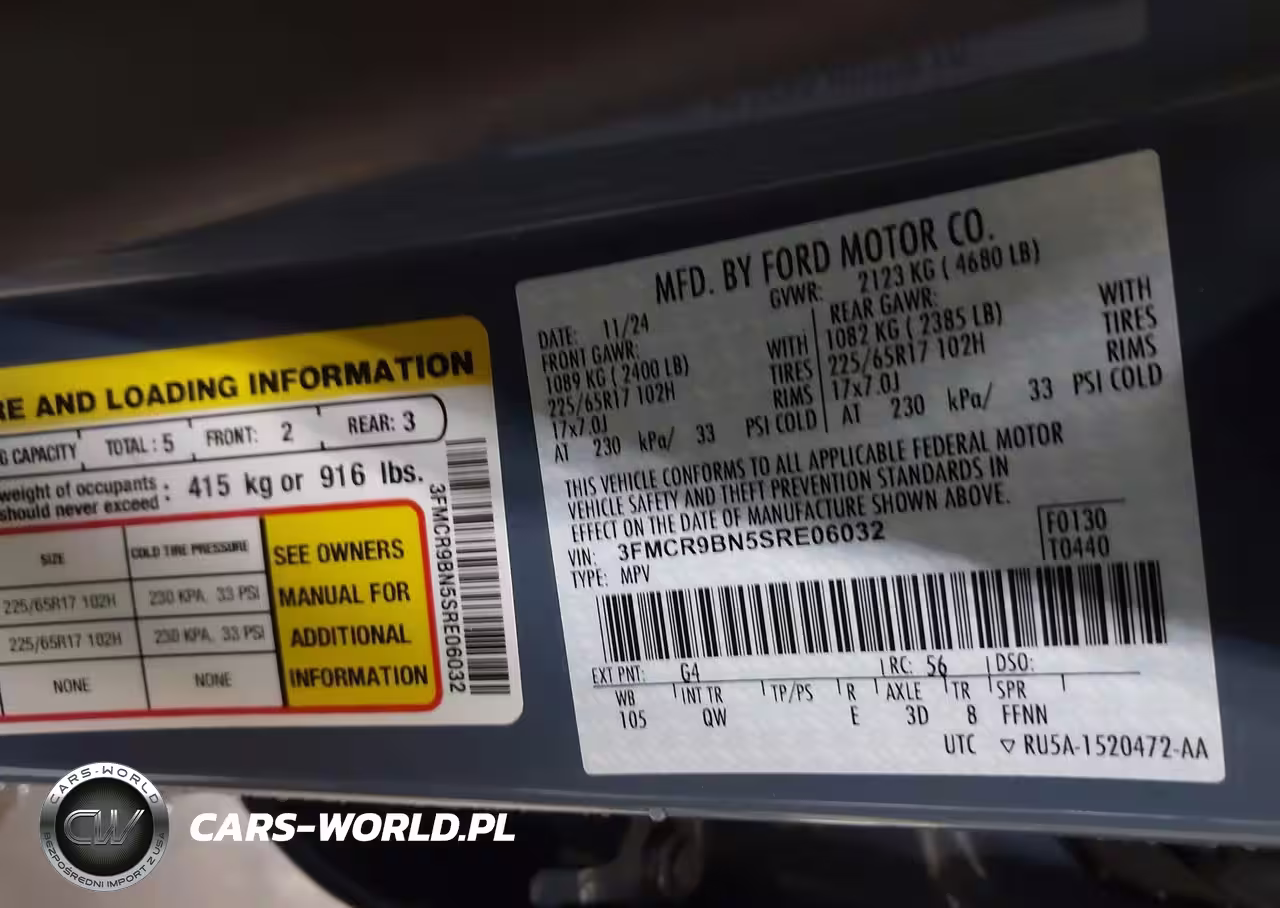 RE AND LOADING INFORMATION
G CAPACITY TOTAL: 5 FRONT: 2 REAR: 3
weight of occupants
should never exceed : 415 kg or 916 lbs.
SIZE COLD TIRE PRESSURE
225/65R17 102H 230 KPA, 33 PSI
225/65R17 102H 230 KPA, 33 PSI
NONE NONE
SEE OWNERS
MANUAL FOR
ADDITIONAL
INFORMATION
3FMCR9BN5SRE06032
MFD. BY FORD MOTOR CO.
DATE: 11/24 GVWR: 2123 KG ( 4680 LB)
FRONT GAWR:
1089 KG ( 2400 LB) WITH
225/65R17 102H TIRES
17x7.0J RIMS
AT 230 kPa/ 33 PSI COLD
REAR GAWR:
1082 KG ( 2385 LB) WITH
225/65R17 102H TIRES
17x7.0J RIMS
AT 230 kPa/ 33 PSI COLD
THIS VEHICLE CONFORMS TO ALL APPLICABLE FEDERAL MOTOR
VEHICLE SAFETY AND THEFT PREVENTION STANDARDS IN
EFFECT ON THE DATE OF MANUFACTURE SHOWN ABOVE.
VIN: 3FMCR9BN5SRE06032
TYPE: MPV
F0130
T0440
EXT PNT: G4 RC: 56 DSO:
WB INT TR TP/PS R AXLE TR SPR
105 QW E 3D 8 FFNN
UTC ▽ RU5A-1520472-AA
CARS-WORLD
CW
BEZPOŚREDNI IMPORT Z USA
CARS-WORLD.PL